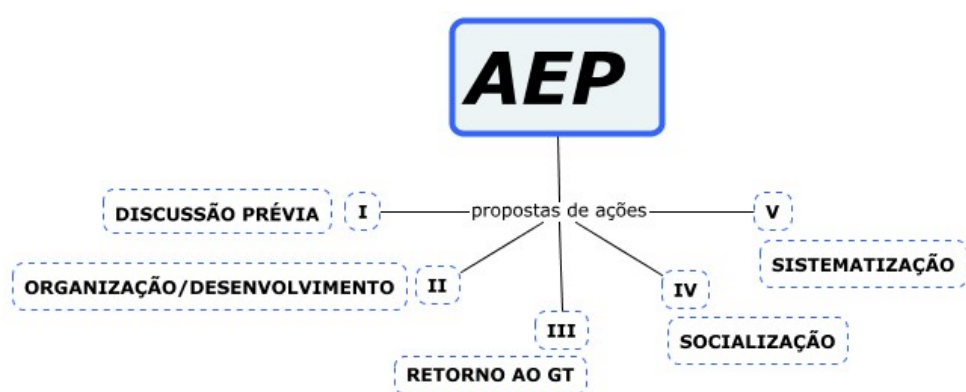 AEP
propostas de ações
DISCUSSÃO PRÉVIA
I
ORGANIZAÇÃO/DESENVOLVIMENTO
II
III
RETORNO AO GT
IV
SOCIALIZAÇÃO
V
SISTEMATIZAÇÃO